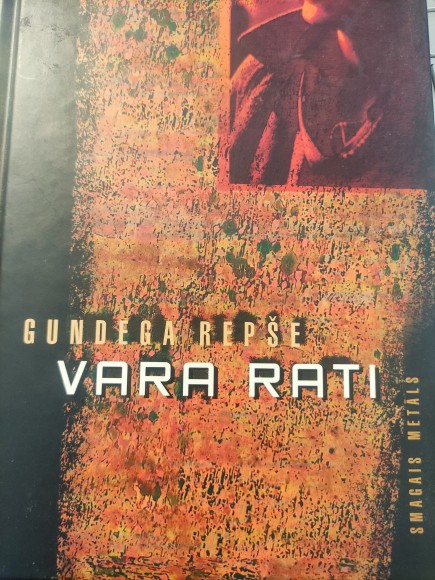 GUNDEGA REPŠE
VARA RATI
SMAGAIS METĀLS